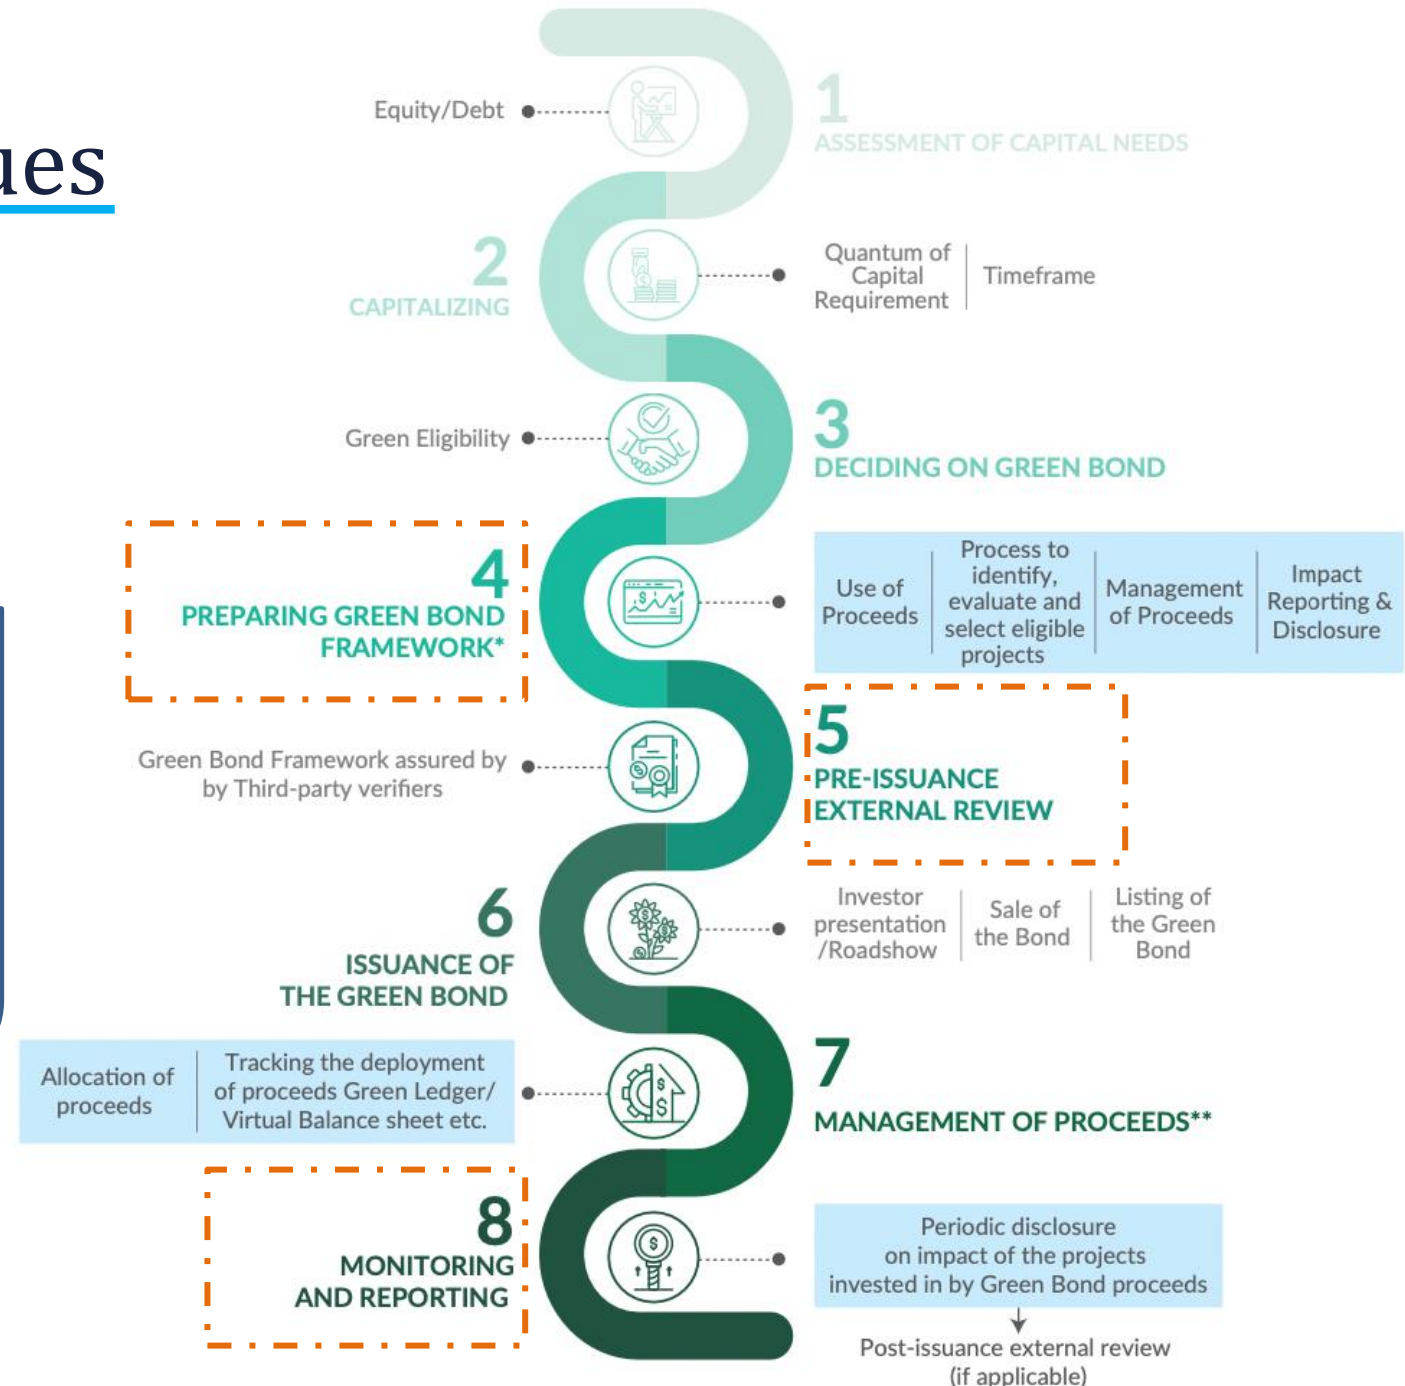 ues
Equity/Debt
1
ASSESSMENT OF CAPITAL NEEDS
2
CAPITALIZING
Quantum of
Capital
Requirement
Timeframe
Green Eligibility
3
DECIDING ON GREEN BOND
4
PREPARING GREEN BOND
FRAMEWORK*
Use of
Proceeds
Process to
identify,
evaluate and
select eligible
projects
Management
of Proceeds
Impact
Reporting &
Disclosure
Green Bond Framework assured by
by Third-party verifiers
5
PRE-ISSUANCE
EXTERNAL REVIEW
6
ISSUANCE OF
THE GREEN BOND
Investor
presentation
/Roadshow
Sale of
the Bond
Listing of
the Green
Bond
Allocation of
proceeds
Tracking the deployment
of proceeds Green Ledger/
Virtual Balance sheet etc.
7
MANAGEMENT OF PROCEEDS**
8
MONITORING
AND REPORTING
Periodic disclosure
on impact of the projects
invested in by Green Bond proceeds
Post-issuance external review
(if applicable)